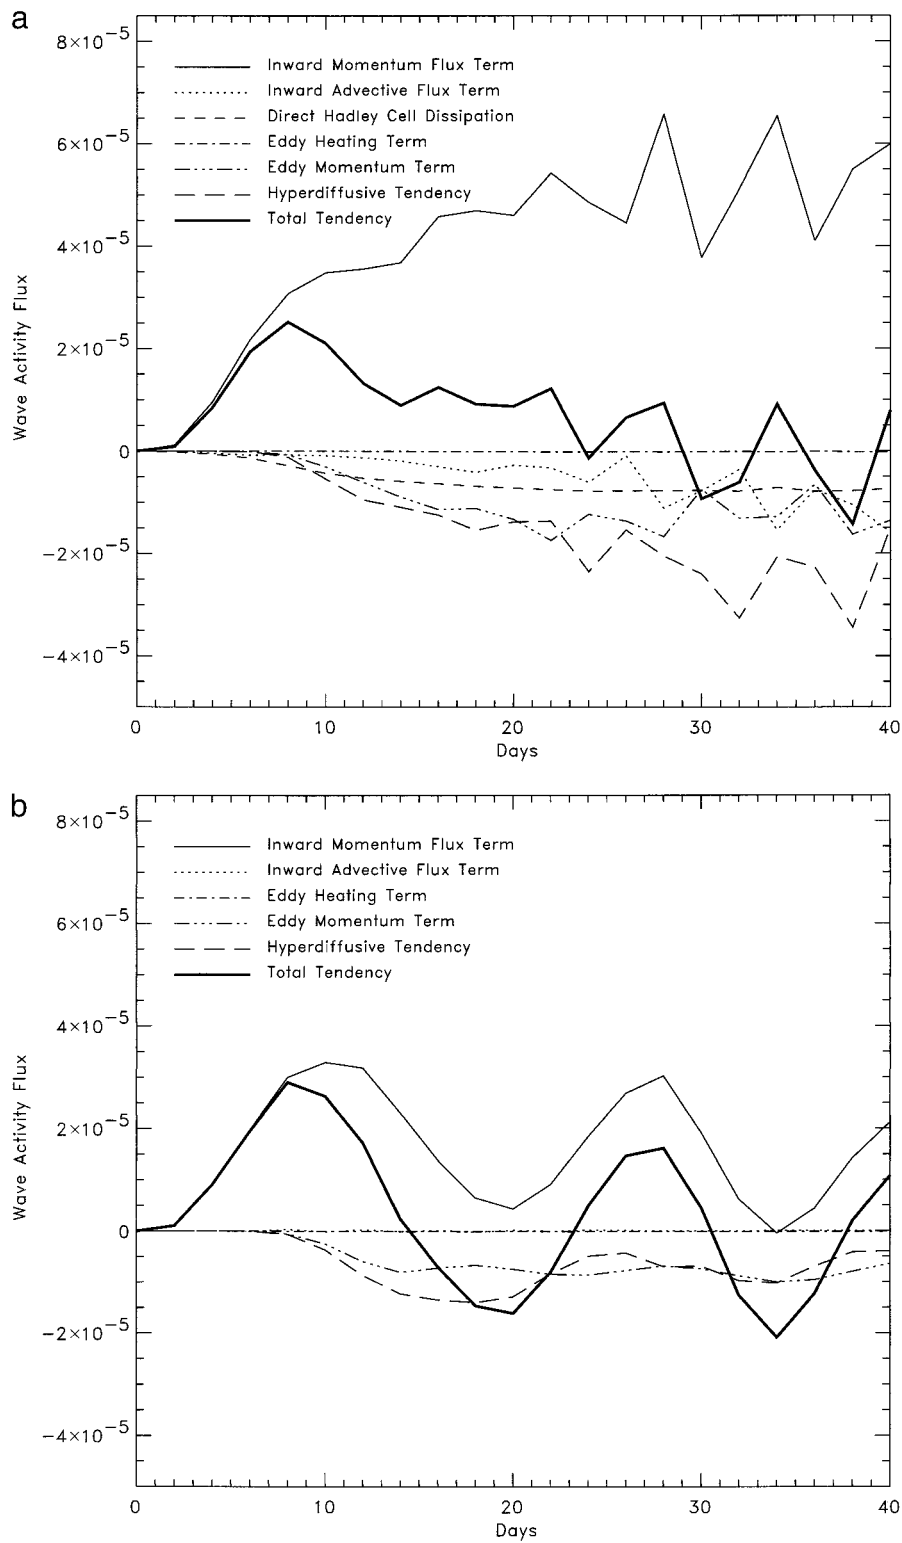 a
8×10⁻⁵
6×10⁻⁵
4×10⁻⁵
2×10⁻⁵
0
−2×10⁻⁵
−4×10⁻⁵
Wave Activity Flux
Inward Momentum Flux Term
Inward Advective Flux Term
Direct Hadley Cell Dissipation
Eddy Heating Term
Eddy Momentum Term
Hyperdiffusive Tendency
Total Tendency
0 10 20 30 40
Days
b
8×10⁻⁵
6×10⁻⁵
4×10⁻⁵
2×10⁻⁵
0
−2×10⁻⁵
−4×10⁻⁵
Wave Activity Flux
Inward Momentum Flux Term
Inward Advective Flux Term
Eddy Heating Term
Eddy Momentum Term
Hyperdiffusive Tendency
Total Tendency
0 10 20 30 40
Days